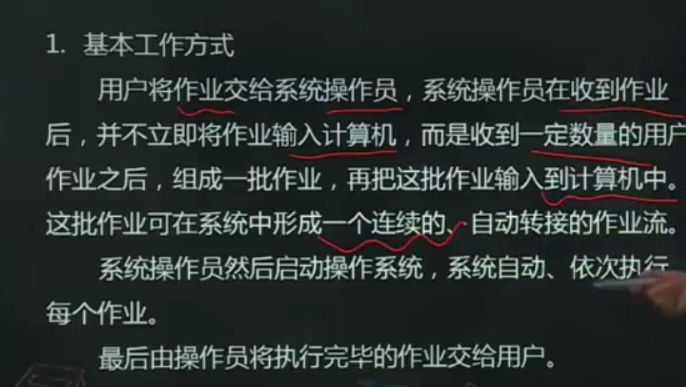 1. 基本工作方式
用户将作业交给系统操作员，系统操作员在收到作业
后，并不立即将作业输入计算机，而是收到一定数量的用户
作业之后，组成一批作业，再把这批作业输入到计算机中。
这批作业可在系统中形成一个连续的、自动转接的作业流。
系统操作员然后启动操作系统，系统自动、依次执行
每个作业。
最后由操作员将执行完毕的作业交给用户。